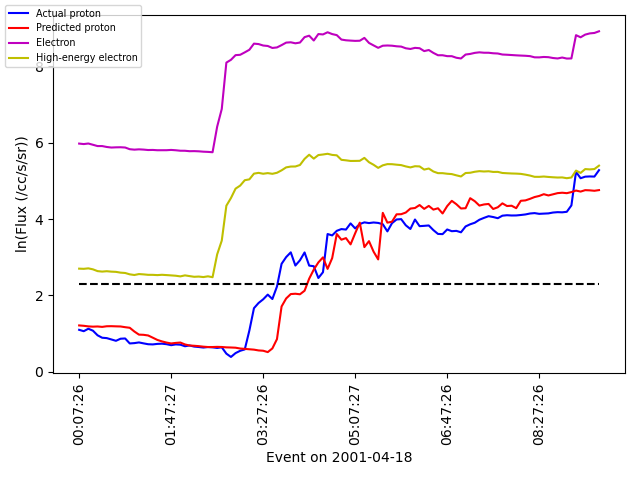 Actual proton
Predicted proton
Electron
High-energy electron
8
6
4
2
0
ln(Flux (/cc/s/sr))
00:07:26
01:47:27
03:27:26
05:07:27
06:47:26
08:27:26
Event on 2001-04-18